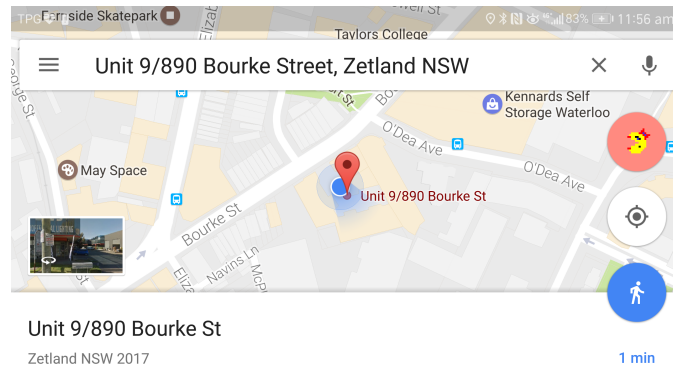 Fernside Skatepark
TPG
83% 11:56 am
Taylors College
Unit 9/890 Bourke Street, Zetland NSW
George St
Kennards Self
Storage Waterloo
O'Dea Ave
May Space
O'Dea Ave
Unit 9/890 Bourke St
Bourke St
Navins Ln
Unit 9/890 Bourke St
Zetland NSW 2017
1 min